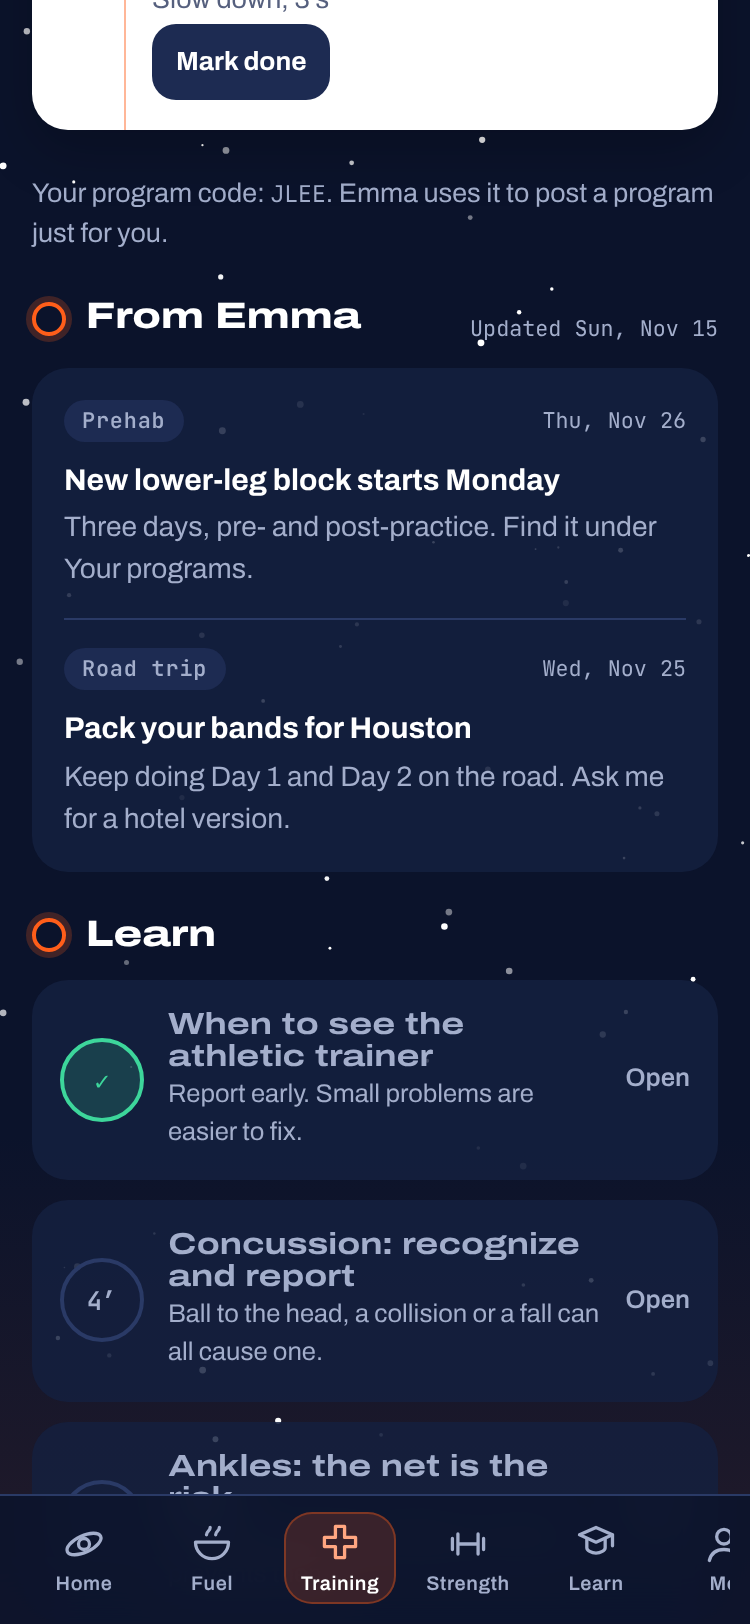 Slow down, 3's
Mark done
Your program code: JLEE. Emma uses it to post a program
just for you.
From Emma
Updated Sun, Nov 15
Prehab
Thu, Nov 26
New lower-leg block starts Monday
Three days, pre- and post-practice. Find it under
Your programs.
Road trip
Wed, Nov 25
Pack your bands for Houston
Keep doing Day 1 and Day 2 on the road. Ask me
for a hotel version.
Learn
When to see the
athletic trainer
✓
Report early. Small problems are
easier to fix.
Open
Concussion: recognize
and report
4′
Ball to the head, a collision or a fall can
all cause one.
Open
Ankles: the net is the
risk
Home
Fuel
Training
Strength
Learn